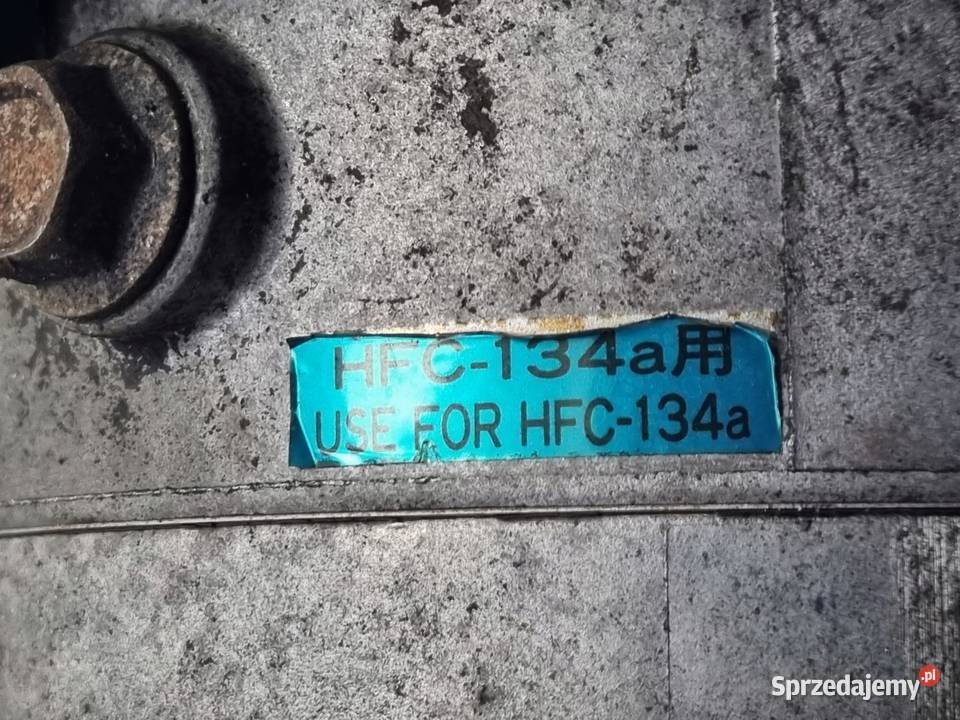 HFC-134a用
USE FOR HFC-134a
Sprzedajemy.pl